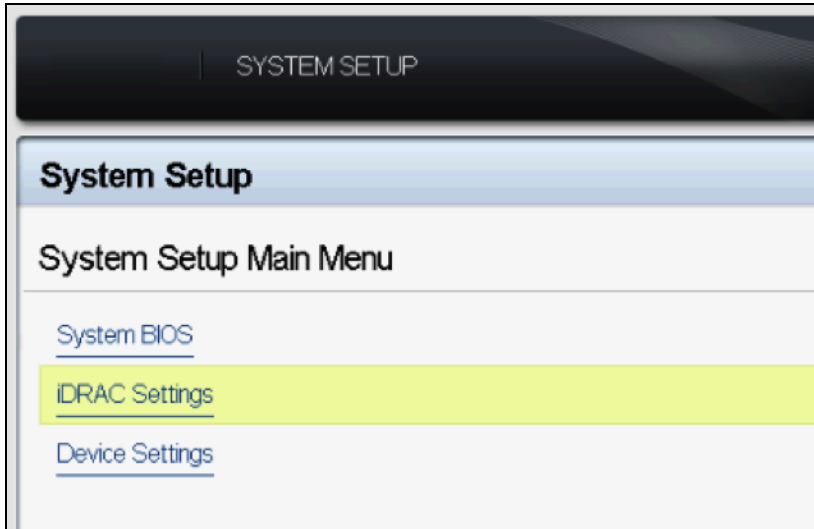 SYSTEM SETUP
System Setup
System Setup Main Menu
System BIOS
iDRAC Settings
Device Settings